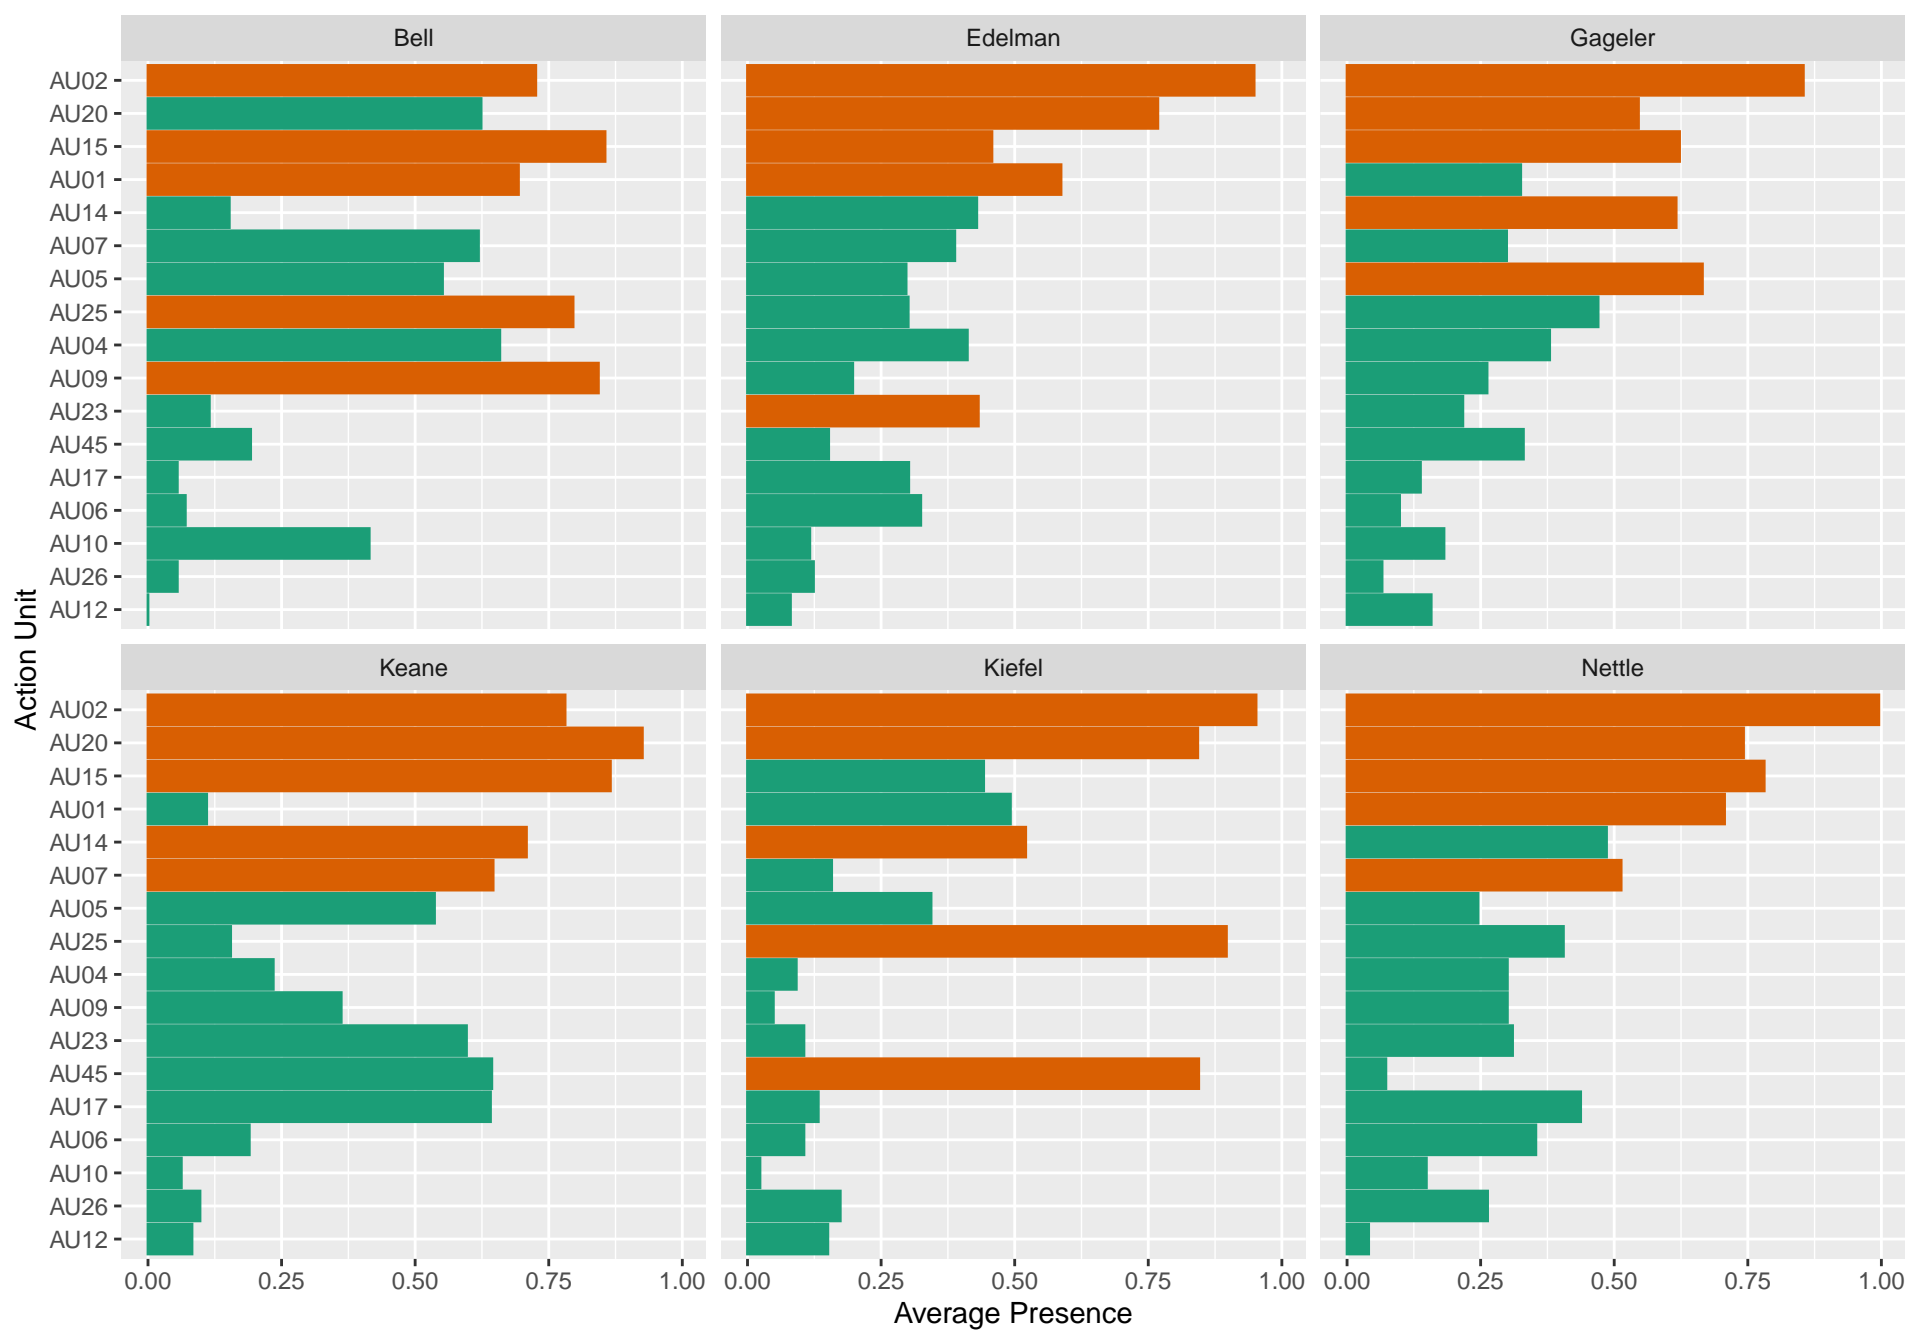 Bell Edelman Gageler
AU02
AU20
AU15
AU01
AU14
AU07
AU05
AU25
AU04
AU09
AU23
AU45
AU17
AU06
AU10
AU26
AU12
Action Unit
Keane Kiefel Nettle
AU02
AU20
AU15
AU01
AU14
AU07
AU05
AU25
AU04
AU09
AU23
AU45
AU17
AU06
AU10
AU26
AU12
0.00 0.25 0.50 0.75 1.00 0.00 0.25 0.50 0.75 1.00 0.00 0.25 0.50 0.75 1.00
Average Presence